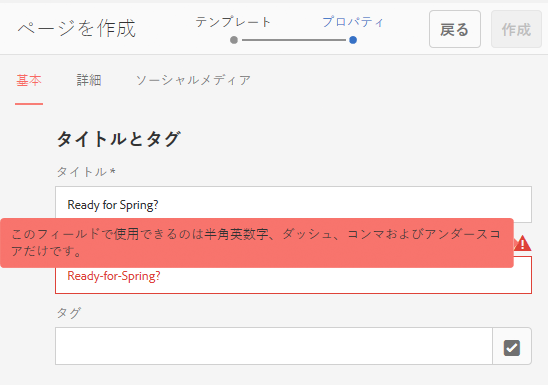 ページを作成
テンプレート
プロパティ
戻る
作成
基本
詳細
ソーシャルメディア
タイトルとタグ
タイトル *
Ready for Spring?
このフィールドで使用できるのは半角英数字、ダッシュ、コンマおよびアンダースコ
アだけです。
Ready-for-Spring?
タグ